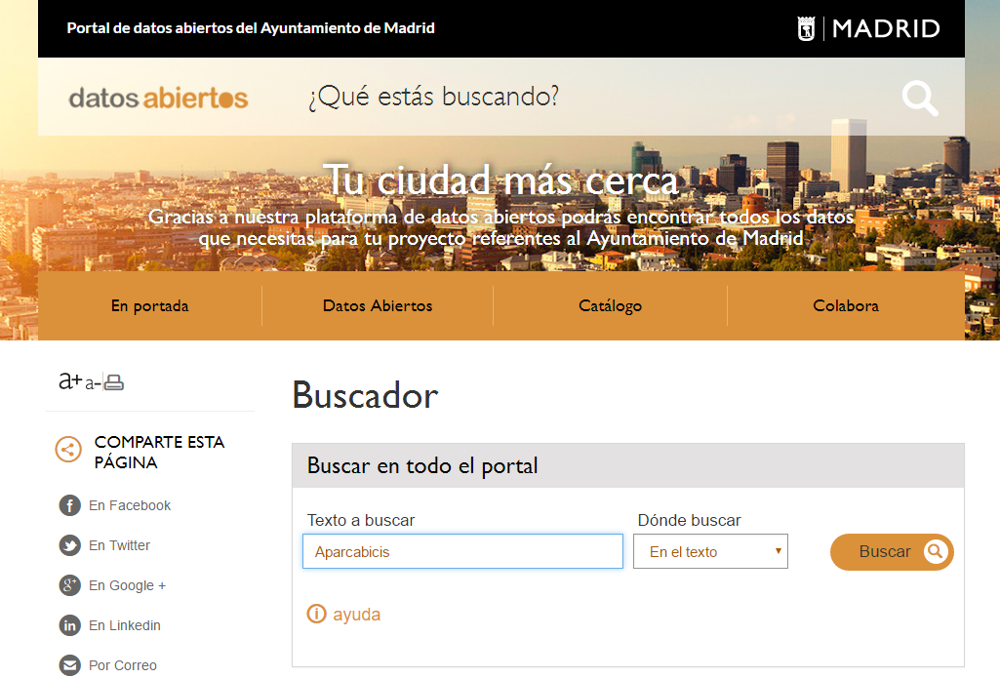 Portal de datos abiertos del Ayuntamiento de Madrid
MADRID
datos abiertos
¿Qué estás buscando?
Tu ciudad más cerca
Gracias a nuestra plataforma de datos abiertos podrás encontrar todos los datos
que necesitas para tu proyecto referentes al Ayuntamiento de Madrid
En portada
Datos Abiertos
Catálogo
Colabora
a+ a-
Buscador
COMPARTE ESTA
PÁGINA
En Facebook
En Twitter
En Google +
En Linkedin
Por Correo
Buscar en todo el portal
Texto a buscar
Dónde buscar
Aparcabicis
En el texto
Buscar
ayuda